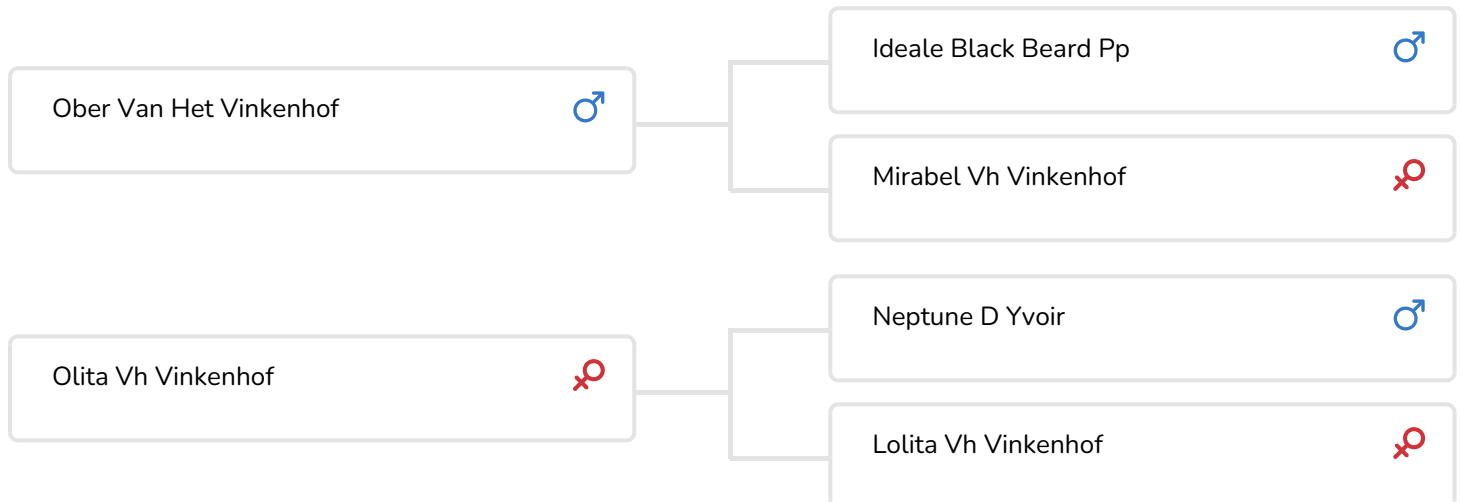 Ideale Black Beard Pp
Ober Van Het Vinkenhof
Mirabel Vh Vinkenhof
Neptune D Yvoir
Olita Vh Vinkenhof
Lolita Vh Vinkenhof